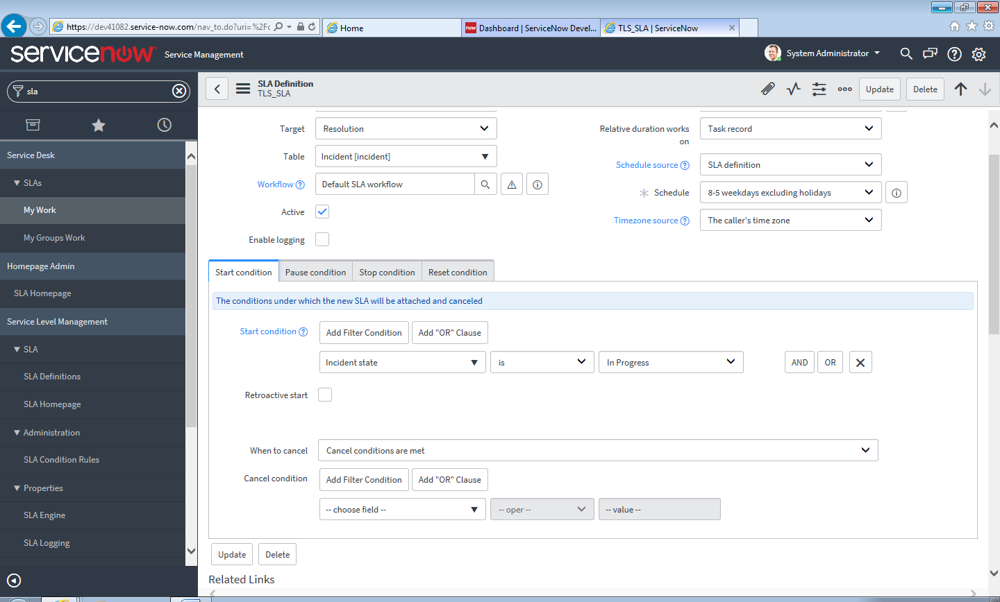 https://dev41082.service-now.com/nav_to.do?uri=%2Fc
Home
now Dashboard | ServiceNow Devel...
TLS_SLA | ServiceNow
servicenow Service Management
System Administrator
sla
SLA Definition
TLS_SLA
Update
Delete
Service Desk
SLAs
My Work
My Groups Work
Homepage Admin
SLA Homepage
Service Level Management
SLA
SLA Definitions
SLA Homepage
Administration
SLA Condition Rules
Properties
SLA Engine
SLA Logging
Target Resolution
Table Incident [incident]
Workflow Default SLA workflow
Active
Enable logging
Relative duration works
on
Task record
Schedule source SLA definition
Schedule 8-5 weekdays excluding holidays
Timezone source The caller's time zone
Start condition Pause condition Stop condition Reset condition
The conditions under which the new SLA will be attached and canceled
Start condition Add Filter Condition Add "OR" Clause
Incident state is In Progress AND OR
Retroactive start
When to cancel Cancel conditions are met
Cancel condition Add Filter Condition Add "OR" Clause
-- choose field -- -- oper -- -- value --
Update Delete
Related Links